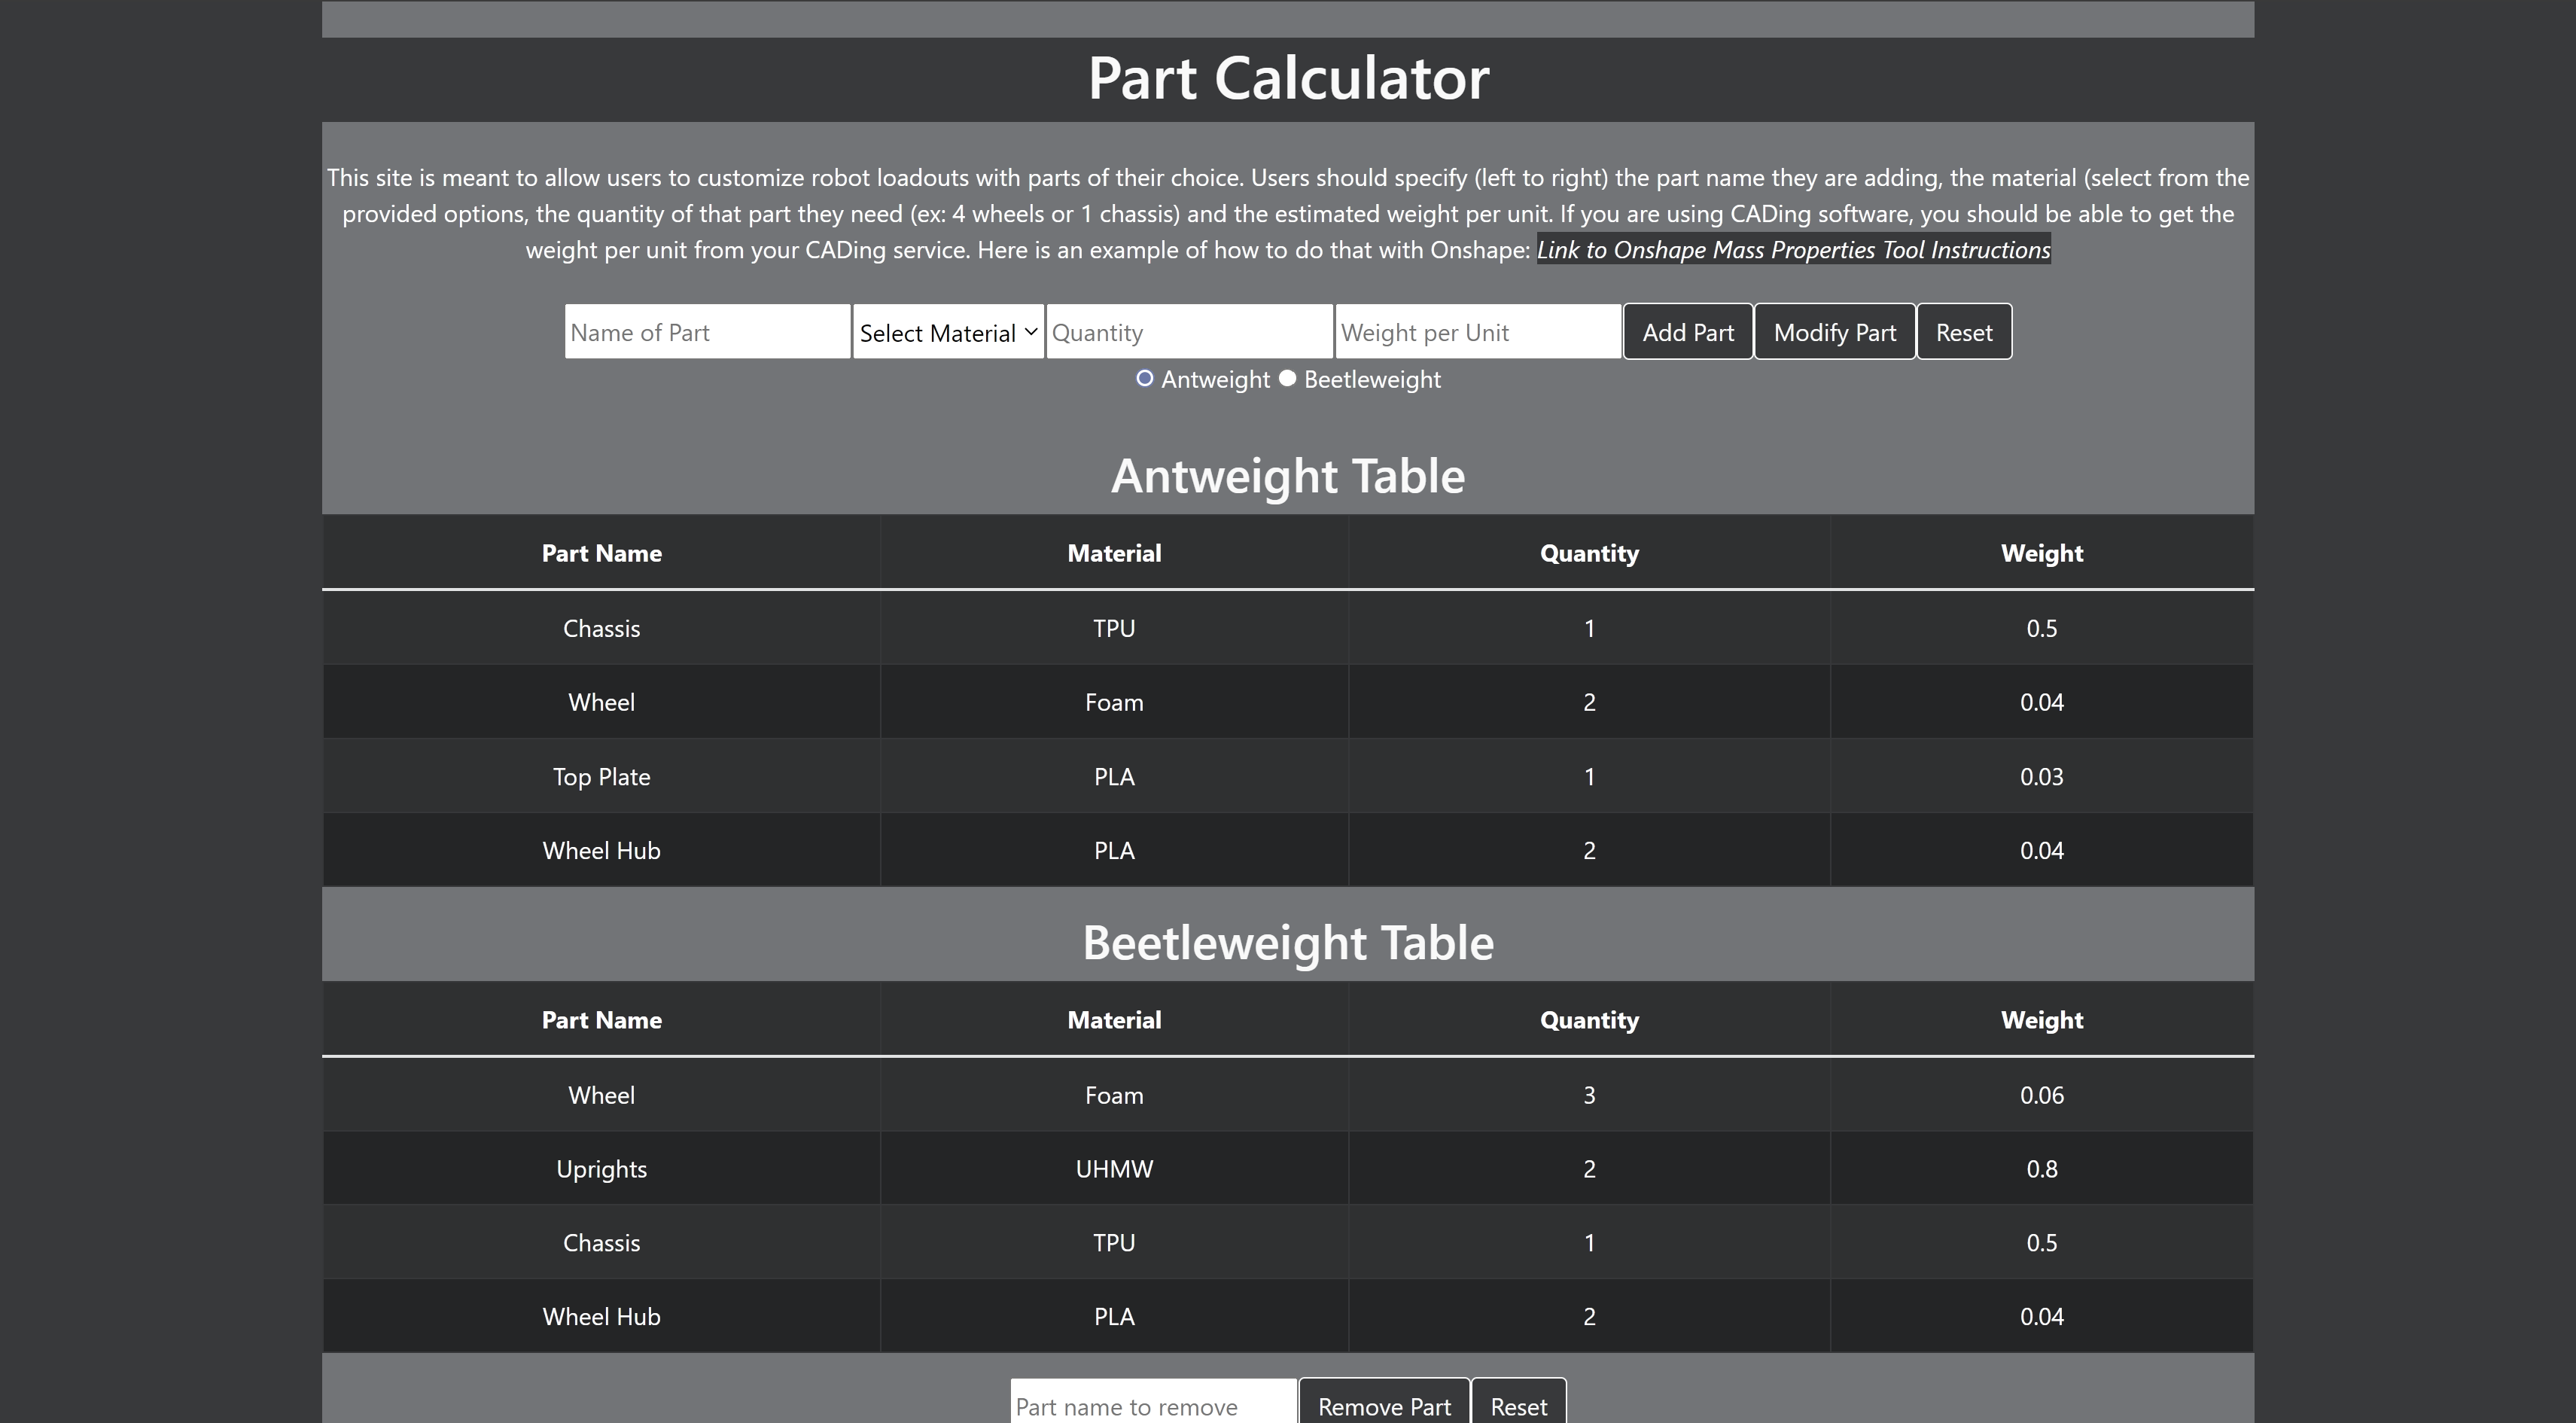 Part Calculator
This site is meant to allow users to customize robot loadouts with parts of their choice. Users should specify (left to right) the part name they are adding, the material (select from the
provided options, the quantity of that part they need (ex: 4 wheels or 1 chassis) and the estimated weight per unit. If you are using CADing software, you should be able to get the
weight per unit from your CADing service. Here is an example of how to do that with Onshape: Link to Onshape Mass Properties Tool Instructions
Name of Part Select Material Quantity Weight per Unit Add Part Modify Part Reset
Antweight Beetleweight
Antweight Table
Part Name Material Quantity Weight
Chassis TPU 1 0.5
Wheel Foam 2 0.04
Top Plate PLA 1 0.03
Wheel Hub PLA 2 0.04
Beetleweight Table
Part Name Material Quantity Weight
Wheel Foam 3 0.06
Uprights UHMW 2 0.8
Chassis TPU 1 0.5
Wheel Hub PLA 2 0.04
Part name to remove Remove Part Reset